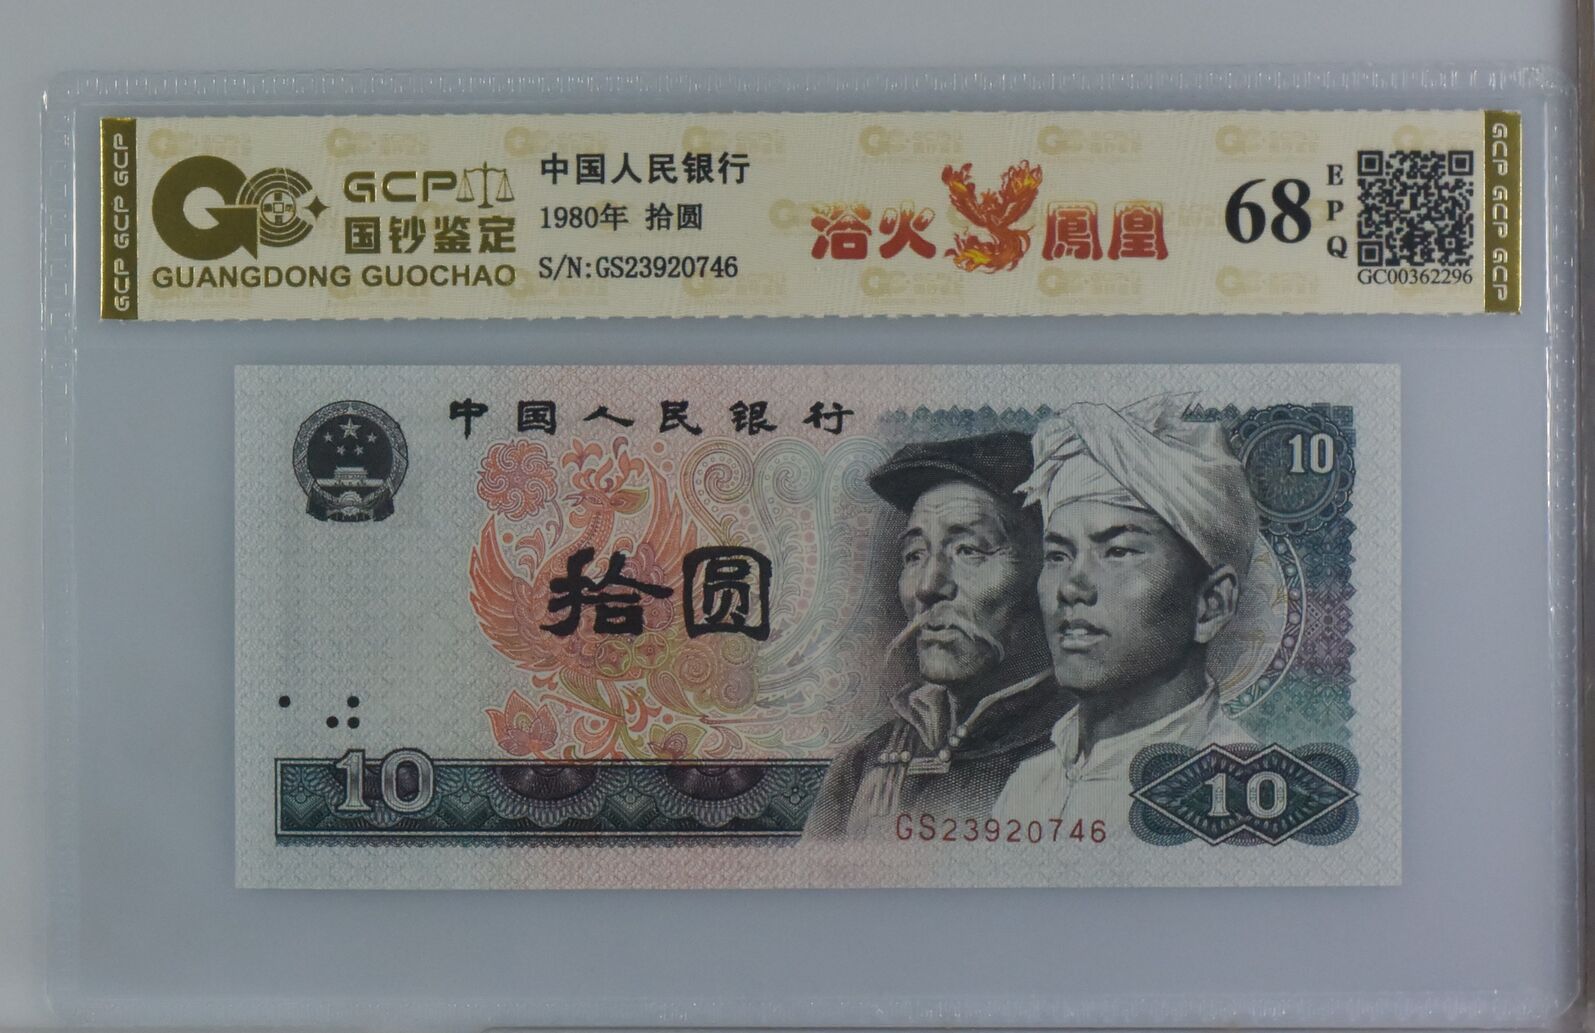 GCP GCP GCP
GCP
国钞鉴定
GUANGDONG GUOCHAO
中国人民银行
1980年 拾圆
S/N:GS23920746
浴火鳳凰
68
EPQ
GC00362296
GCP GCP GCP
中国人民银行
10
拾圆
10
GS23920746
10